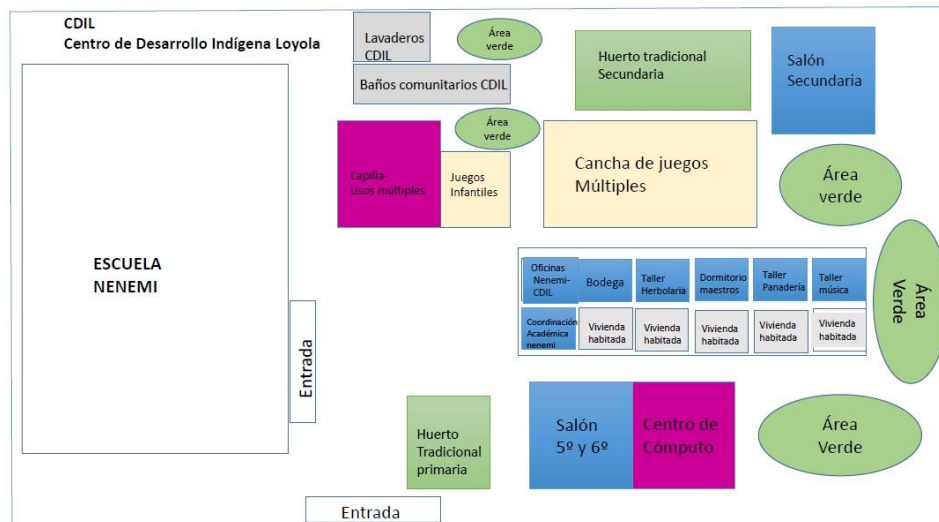 CDIL
Centro de Desarrollo Indígena Loyola
Lavaderos
CDIL
Área
verde
Huerto tradicional
Secundaria
Salón
Secundaria
Baños comunitarios CDIL
Área
verde
Capilla-
Usos múltiples
Juegos
Infantiles
Cancha de juegos
Múltiples
Área
verde
ESCUELA
NENEMI
Entrada
Oficinas
Nenemi-
CDIL
Bodega
Taller
Herbolaria
Dormitorio
maestros
Taller
Panadería
Taller
música
Coordinación
Académica
nenemi
Vivienda
habitada
Vivienda
habitada
Vivienda
habitada
Vivienda
habitada
Vivienda
habitada
Área
Verde
Huerto
Tradicional
primaria
Salón
5º y 6º
Centro de
Cómputo
Área
Verde
Entrada